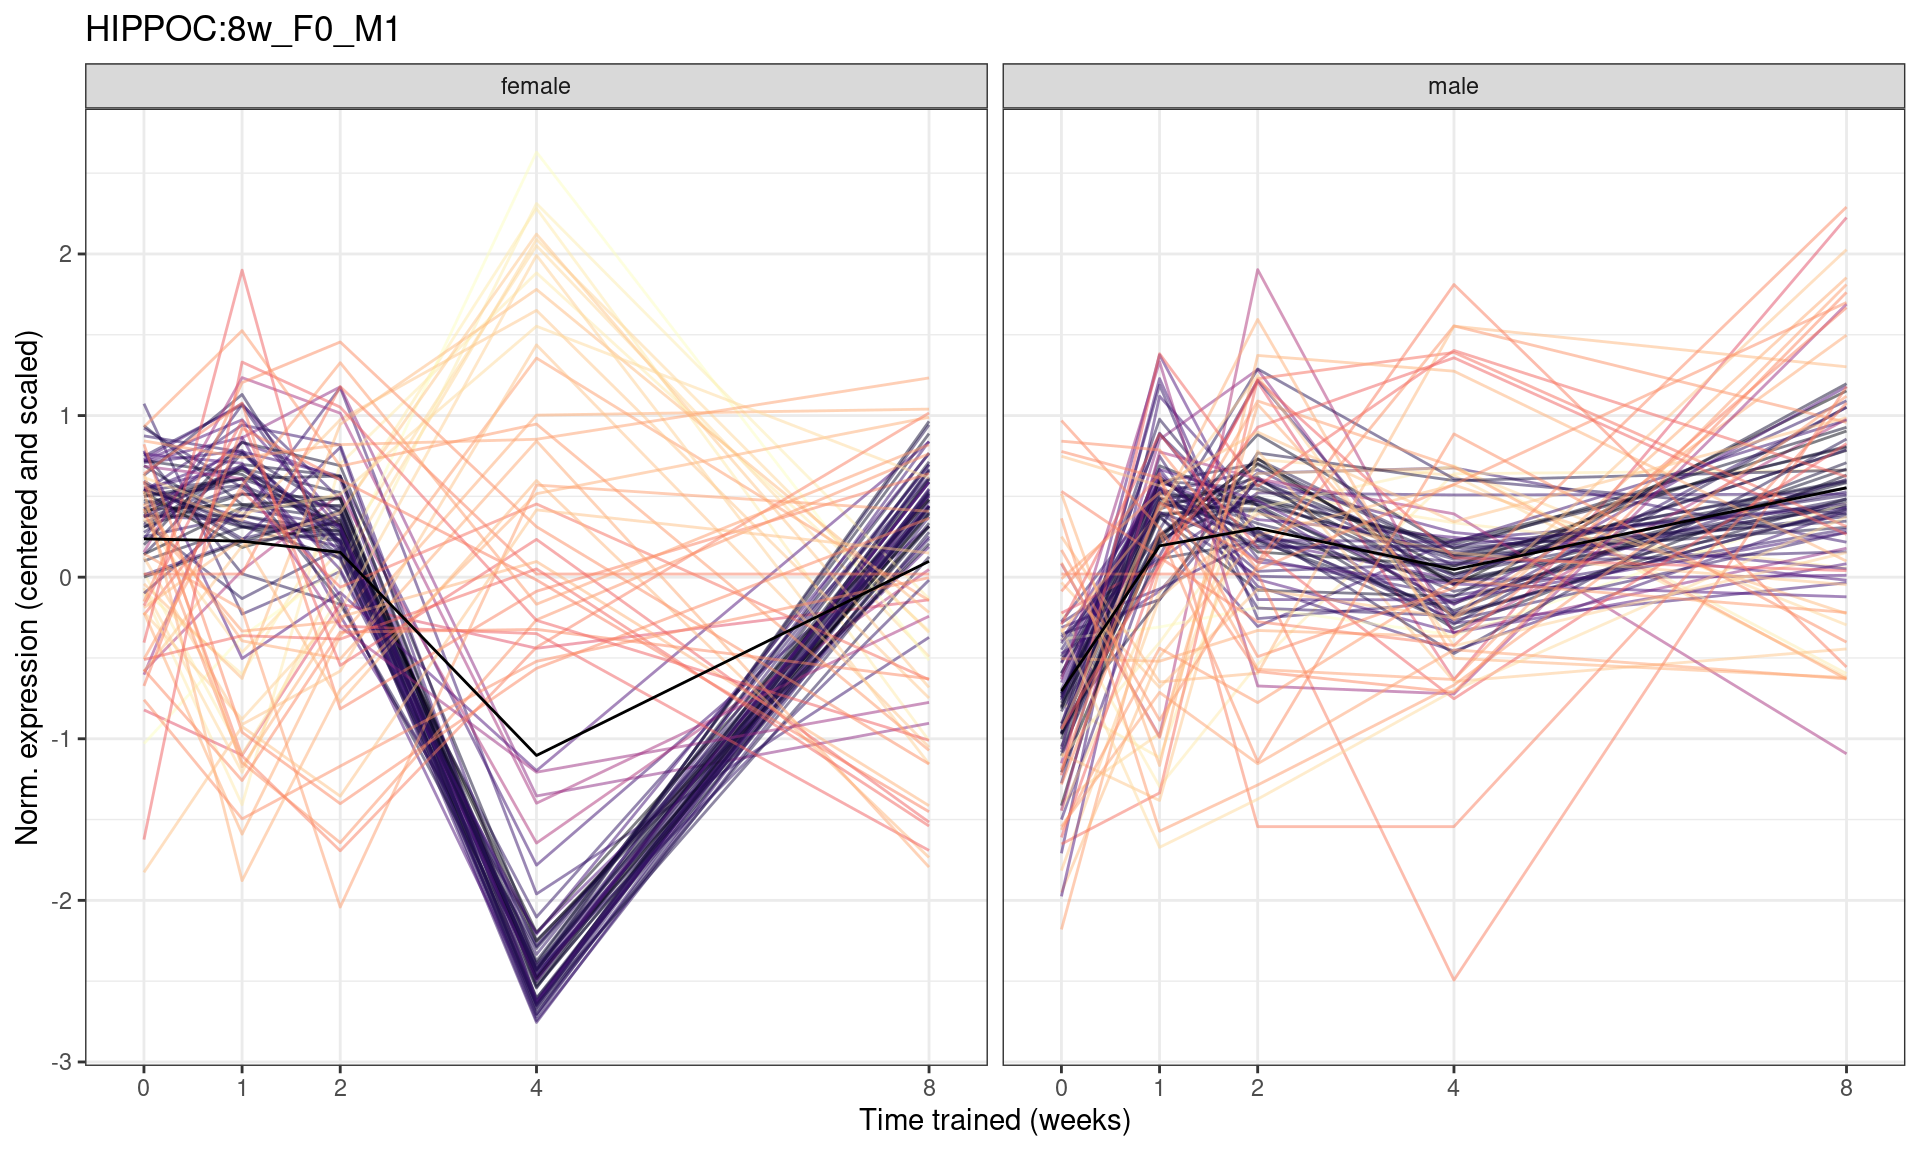 HIPPOC:8w_F0_M1
female
male
Norm. expression (centered and scaled)
2
1
0
-1
-2
-3
0 1 2 4 8
0 1 2 4 8
Time trained (weeks)